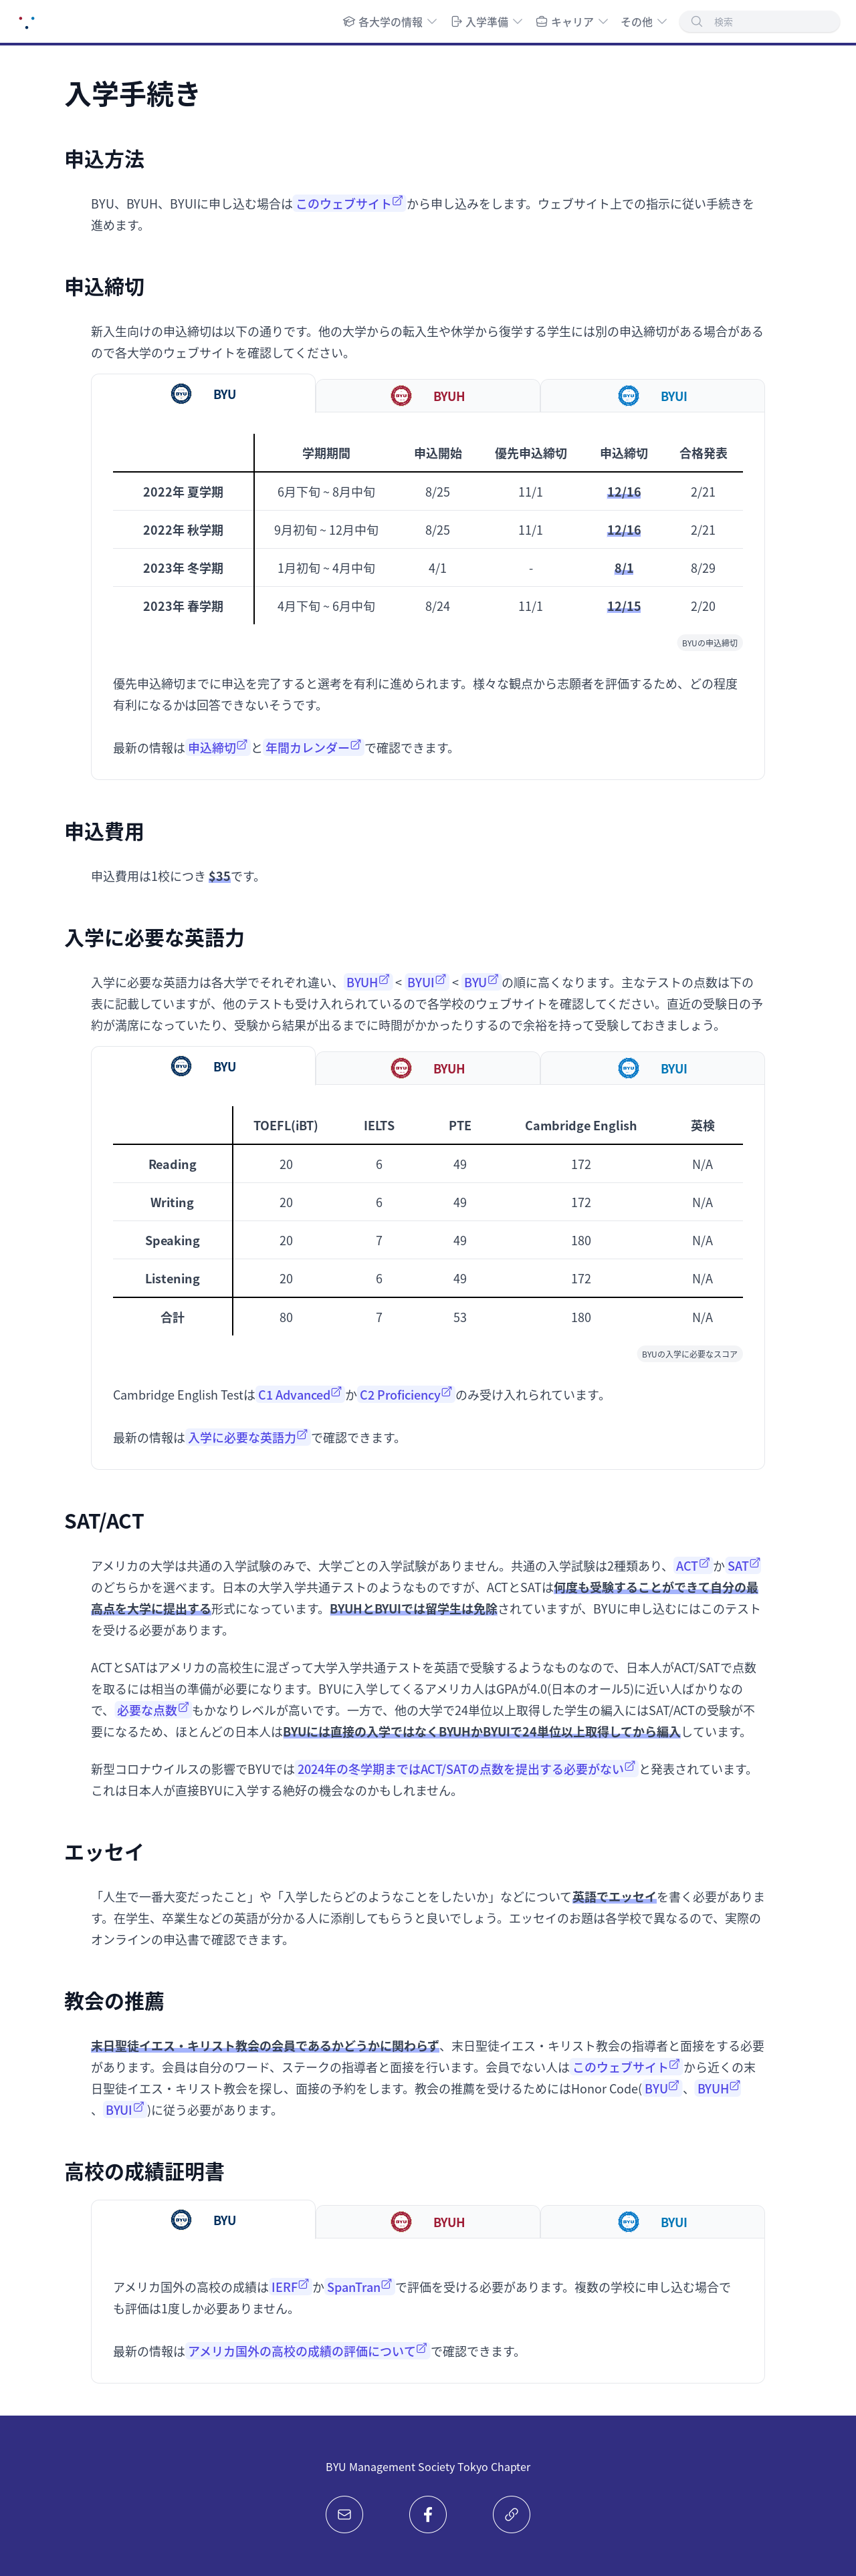 各大学の情報 入学準備 キャリア その他 検索
入学手続き
申込方法
BYU、BYUH、BYUIに申し込む場合はこのウェブサイトから申し込みをします。ウェブサイト上での指示に従い手続きを
進めます。
申込締切
新入生向けの申込締切は以下の通りです。他の大学からの転入生や休学から復学する学生には別の申込締切がある場合がある
ので各大学のウェブサイトを確認してください。
BYU BYUH BYUI
学期期間 申込開始 優先申込締切 申込締切 合格発表
2022年 夏学期 6月下旬 ~ 8月中旬 8/25 11/1 12/16 2/21
2022年 秋学期 9月初旬 ~ 12月中旬 8/25 11/1 12/16 2/21
2023年 冬学期 1月初旬 ~ 4月中旬 4/1 - 8/1 8/29
2023年 春学期 4月下旬 ~ 6月中旬 8/24 11/1 12/15 2/20
BYUの申込締切
優先申込締切までに申込を完了すると選考を有利に進められます。様々な観点から志願者を評価するため、どの程度
有利になるかは回答できないそうです。
最新の情報は申込締切と年間カレンダーで確認できます。
申込費用
申込費用は1校につき $35です。
入学に必要な英語力
入学に必要な英語力は各大学でそれぞれ違い、BYUH < BYUI < BYUの順に高くなります。主なテストの点数は下の
表に記載していますが、他のテストも受け入れられているので各学校のウェブサイトを確認してください。直近の受験日の予
約が満席になっていたり、受験から結果が出るまでに時間がかかったりするので余裕を持って受験しておきましょう。
BYU BYUH BYUI
TOEFL(iBT) IELTS PTE Cambridge English 英検
Reading 20 6 49 172 N/A
Writing 20 6 49 172 N/A
Speaking 20 7 49 180 N/A
Listening 20 6 49 172 N/A
合計 80 7 53 180 N/A
BYUの入学に必要なスコア
Cambridge English TestはC1 AdvancedかC2 Proficiencyのみ受け入れられています。
最新の情報は入学に必要な英語力で確認できます。
SAT/ACT
アメリカの大学は共通の入学試験のみで、大学ごとの入学試験がありません。共通の入学試験は2種類あり、ACTかSAT
のどちらかを選べます。日本の大学入学共通テストのようなものですが、ACTとSATは何度も受験することができて自分の最
高点を大学に提出する形式になっています。BYUHとBYUIでは留学生は免除されていますが、BYUに申し込むにはこのテスト
を受ける必要があります。
ACTとSATはアメリカの高校生に混ざって大学入学共通テストを英語で受験するようなものなので、日本人がACT/SATで点数
を取るには相当の準備が必要になります。BYUに入学してくるアメリカ人はGPAが4.0(日本のオール5)に近い人ばかりなの
で、必要な点数もかなりレベルが高いです。一方で、他の大学で24単位以上取得した学生の編入にはSAT/ACTの受験が不
要になるため、ほとんどの日本人はBYUには直接の入学ではなくBYUHかBYUIで24単位以上取得してから編入しています。
新型コロナウイルスの影響でBYUでは2024年の冬学期まではACT/SATの点数を提出する必要がないと発表されています。
これは日本人が直接BYUに入学する絶好の機会なのかもしれません。
エッセイ
「人生で一番大変だったこと」や「入学したらどのようなことをしたいか」などについて英語でエッセイを書く必要がありま
す。在学生、卒業生などの英語が分かる人に添削してもらうと良いでしょう。エッセイのお題は各学校で異なるので、実際の
オンラインの申込書で確認できます。
教会の推薦
末日聖徒イエス・キリスト教会の会員であるかどうかに関わらず、末日聖徒イエス・キリスト教会の指導者と面接をする必要
があります。会員は自分のワード、ステークの指導者と面接を行います。会員でない人はこのウェブサイトから近くの末
日聖徒イエス・キリスト教会を探し、面接の予約をします。教会の推薦を受けるためにはHonor Code(BYU、BYUH
、BYUI)に従う必要があります。
高校の成績証明書
BYU BYUH BYUI
アメリカ国外の高校の成績はIERFかSpanTranで評価を受ける必要があります。複数の学校に申し込む場合で
も評価は1度しか必要ありません。
最新の情報はアメリカ国外の高校の成績の評価についてで確認できます。
BYU Management Society Tokyo Chapter